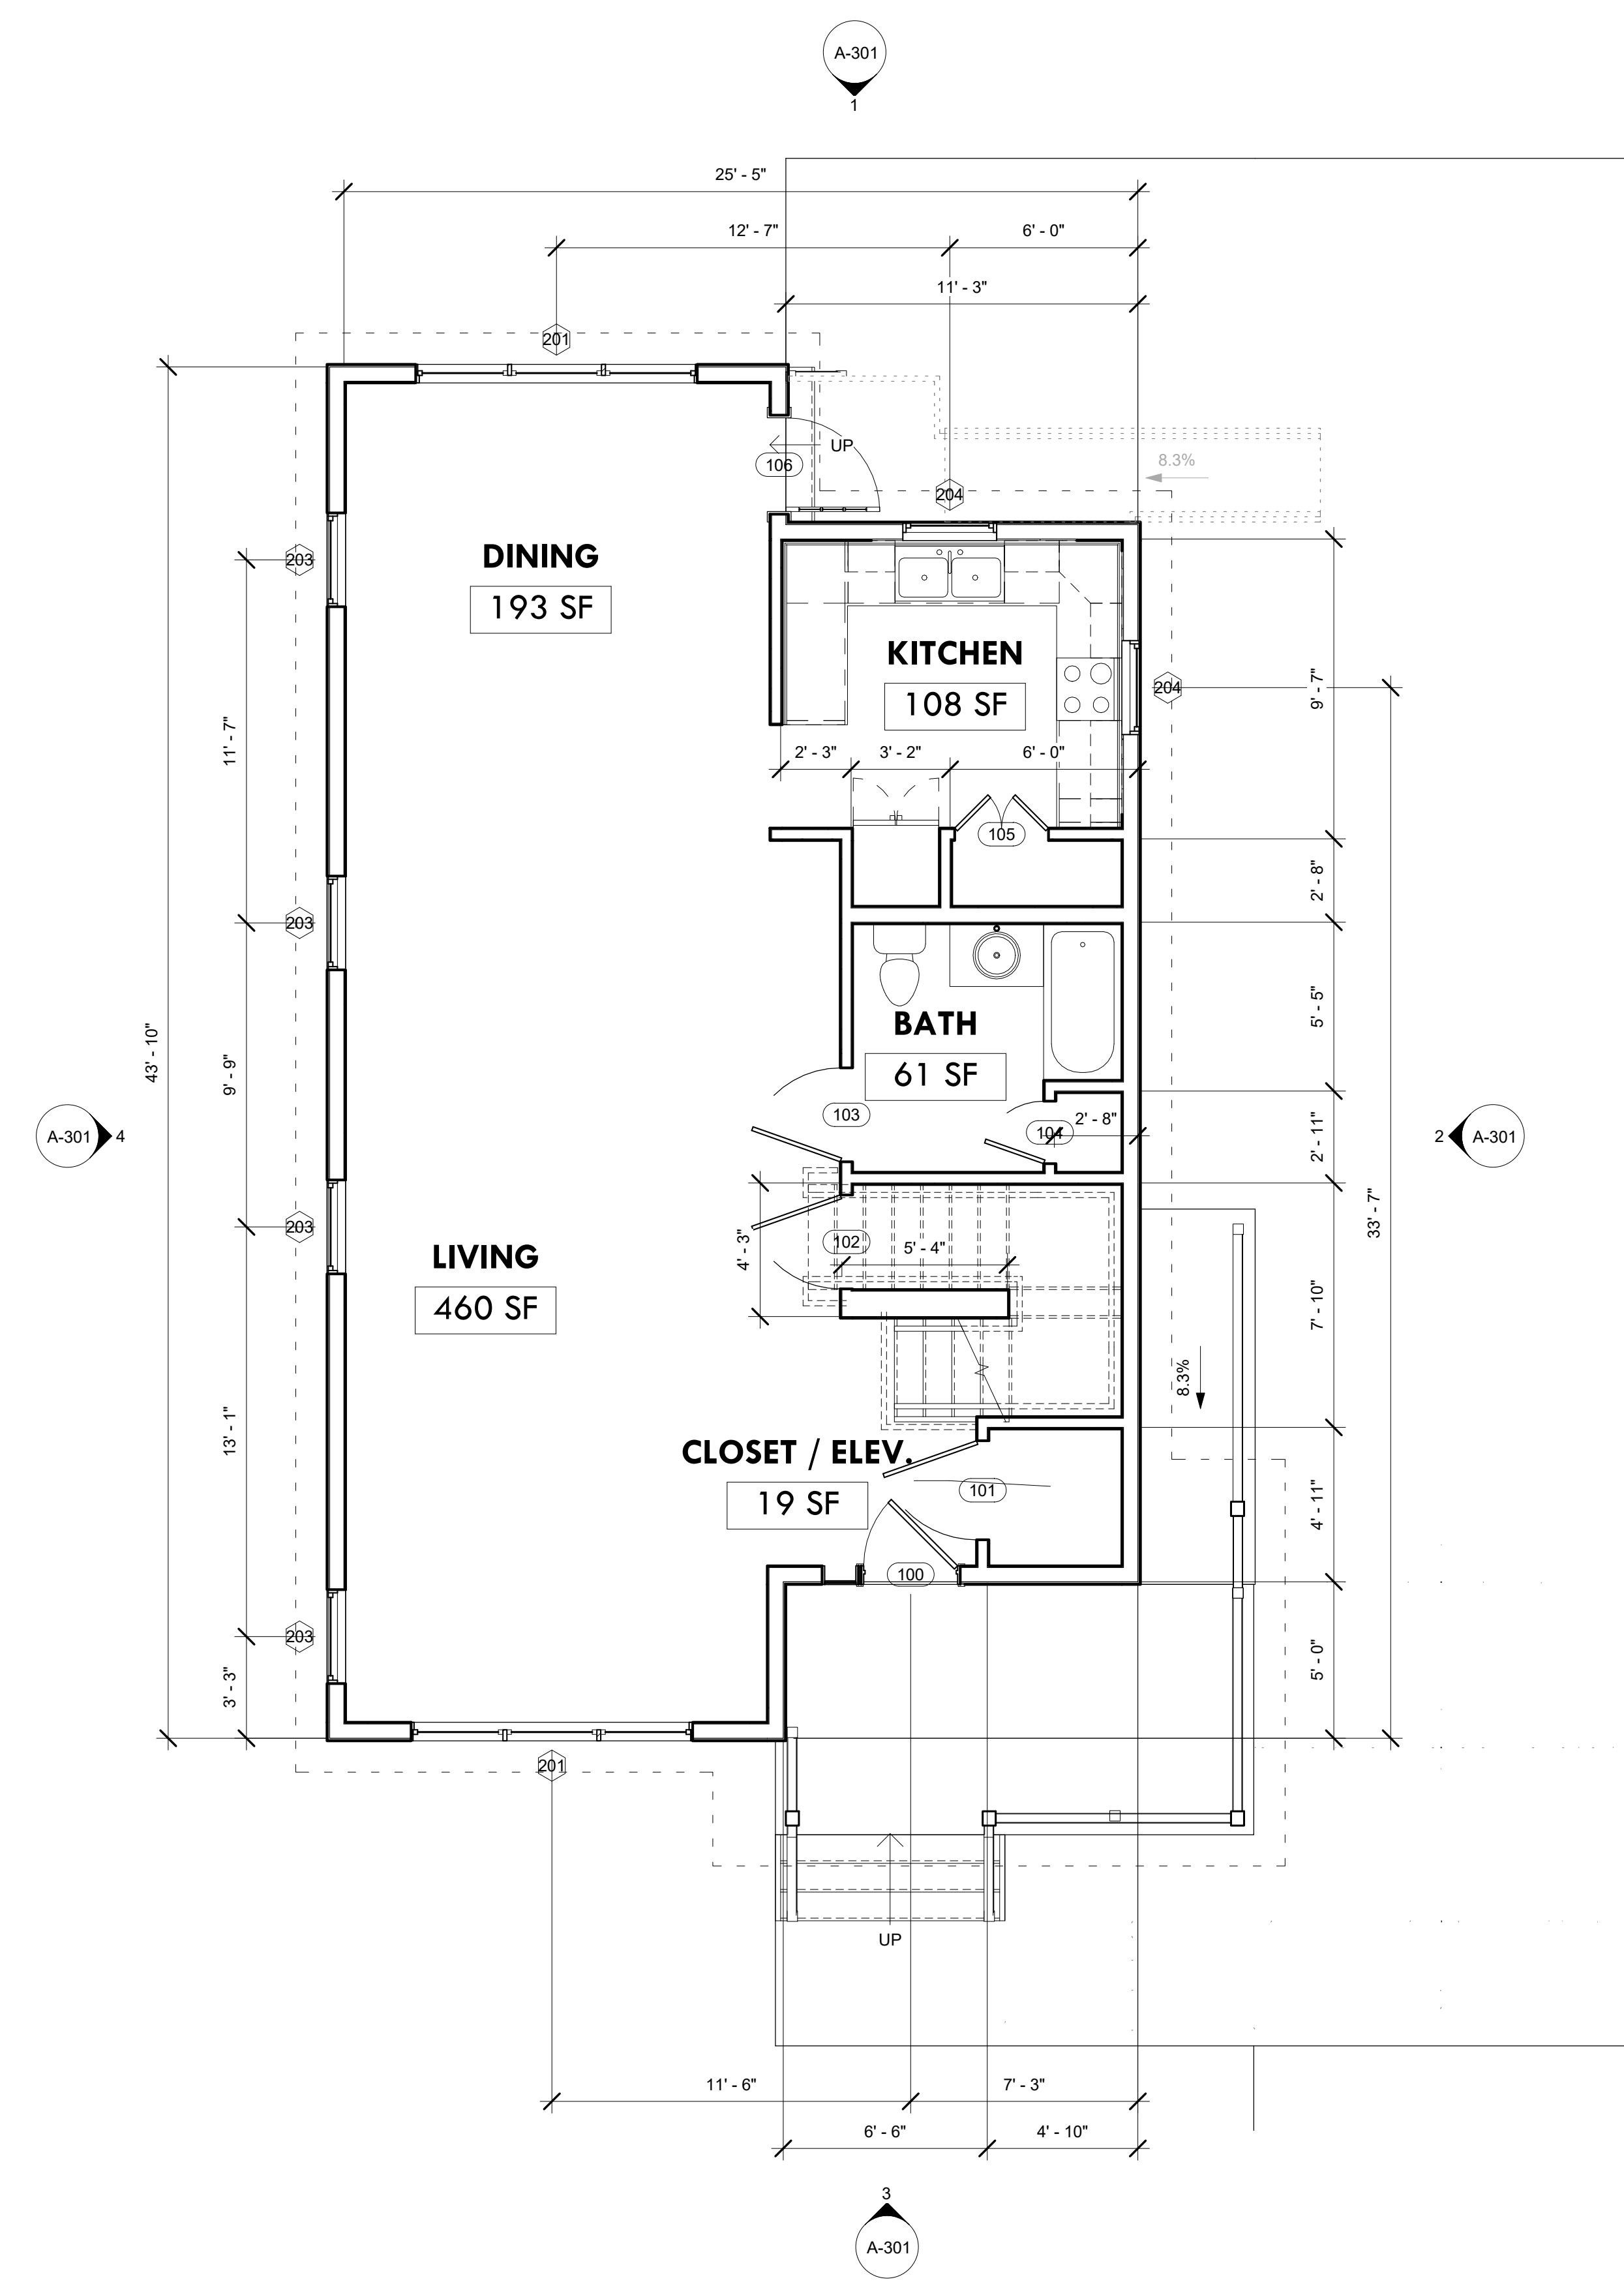 A-301
1
25' - 5"
12' - 7"
6' - 0"
11' - 3"
201
UP
106
8.3%
204
DINING
193 SF
203
KITCHEN
108 SF
204
9' - 7"
11' - 7"
2' - 3"
3' - 2"
6' - 0"
105
2' - 8"
203
5' - 5"
BATH
61 SF
43' - 10"
9' - 9"
103
104
2' - 8"
2' - 11"
A-301
4
2
A-301
33' - 7"
203
LIVING
460 SF
4' - 3"
102
5' - 4"
7' - 10"
8.3%
13' - 1"
CLOSET / ELEV.
19 SF
101
4' - 11"
100
203
3' - 3"
5' - 0"
201
UP
11' - 6"
7' - 3"
6' - 6"
4' - 10"
3
A-301